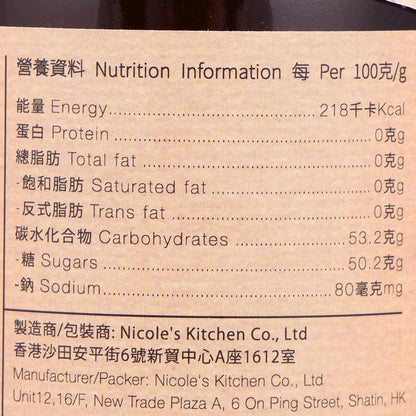 營養資料 Nutrition Information 每 Per 100克/g
能量 Energy.................................218千卡Kcal
蛋白 Protein.........................................0克g
總脂肪 Total fat....................................0克g
-飽和脂肪 Saturated fat........................0克g
-反式脂肪 Trans fat..............................0克g
碳水化合物 Carbohydrates..............53.2克g
-糖 Sugars.......................................50.2克g
-鈉 Sodium...................................80毫克mg
製造商/包裝商: Nicole's Kitchen Co., Ltd
香港沙田安平街6號新貿中心A座1612室
Manufacturer/Packer: Nicole's Kitchen Co., Ltd
Unit12,16/F, New Trade Plaza A, 6 On Ping Street, Shatin, HK